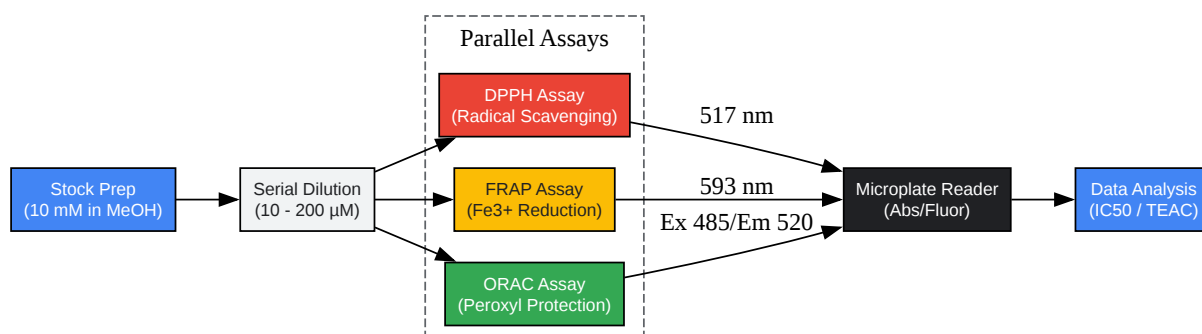 Parallel Assays
Stock Prep
(10 mM in MeOH)
Serial Dilution
(10 - 200 µM)
DPPH Assay
(Radical Scavenging)
FRAP Assay
(Fe3+ Reduction)
ORAC Assay
(Peroxyl Protection)
517 nm
593 nm
Ex 485/Em 520
Microplate Reader
(Abs/Fluor)
Data Analysis
(IC50 / TEAC)